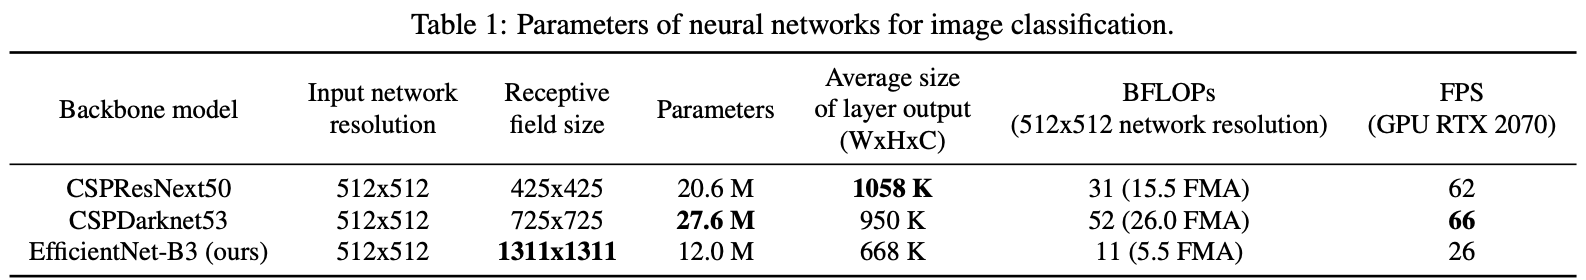 Table 1: Parameters of neural networks for image classification.
Backbone model Input network resolution Receptive field size Parameters Average size of layer output (WxHxC) BFLOPs (512x512 network resolution) FPS (GPU RTX 2070)
CSPResNext50 512x512 425x425 20.6 M 1058 K 31 (15.5 FMA) 62
CSPDarknet53 512x512 725x725 27.6 M 950 K 52 (26.0 FMA) 66
EfficientNet-B3 (ours) 512x512 1311x1311 12.0 M 668 K 11 (5.5 FMA) 26